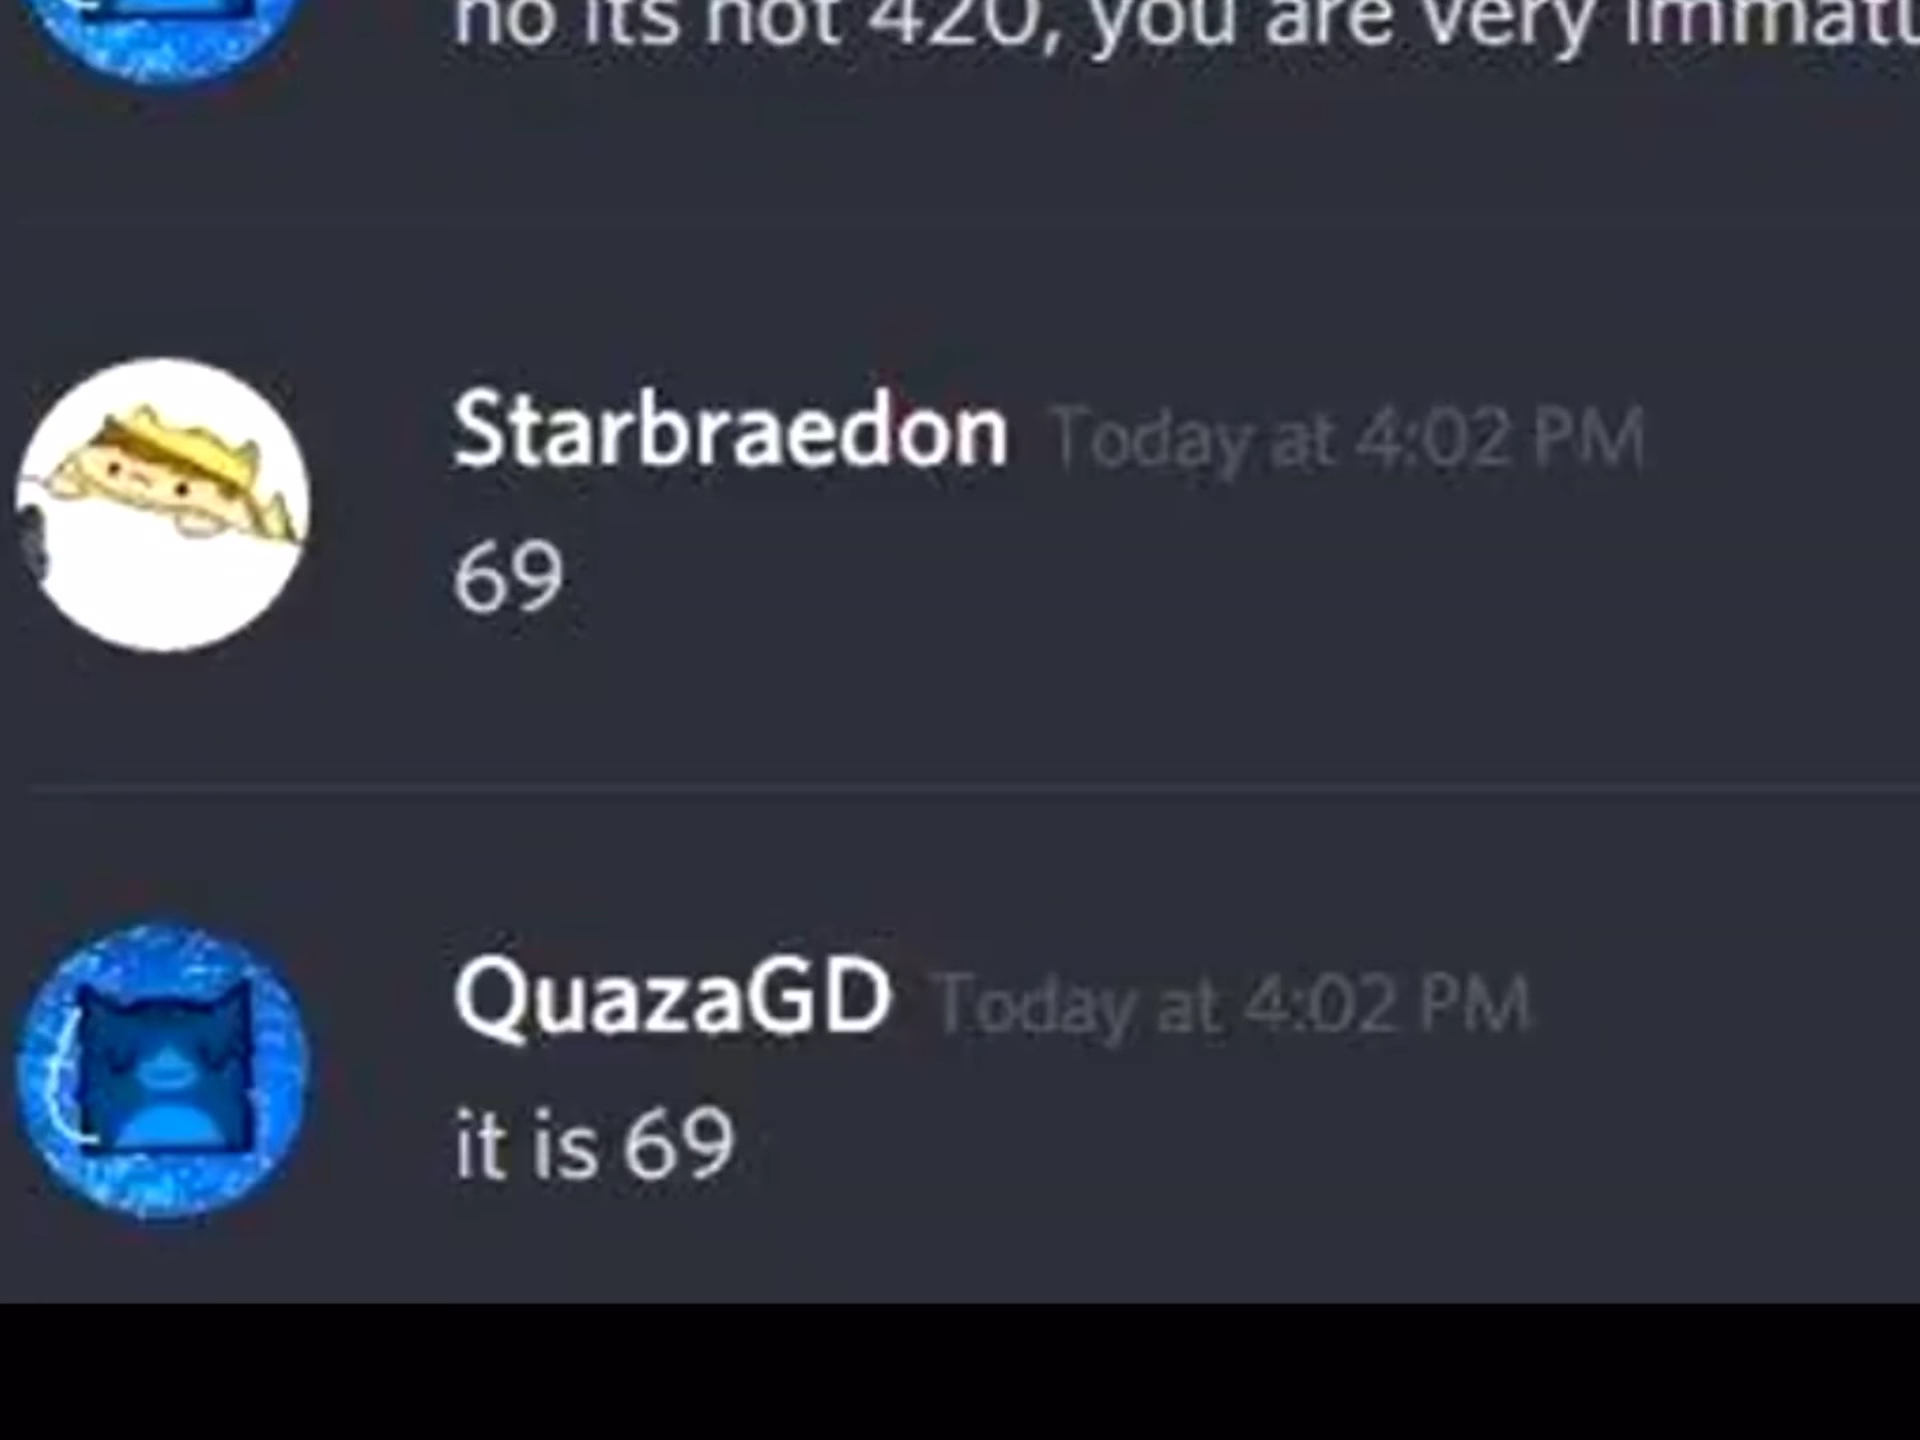 no its not 420, you are very
Starbraedon Today at 4:02 PM
69
QuazaGD Today at 4:02 PM
it is 69